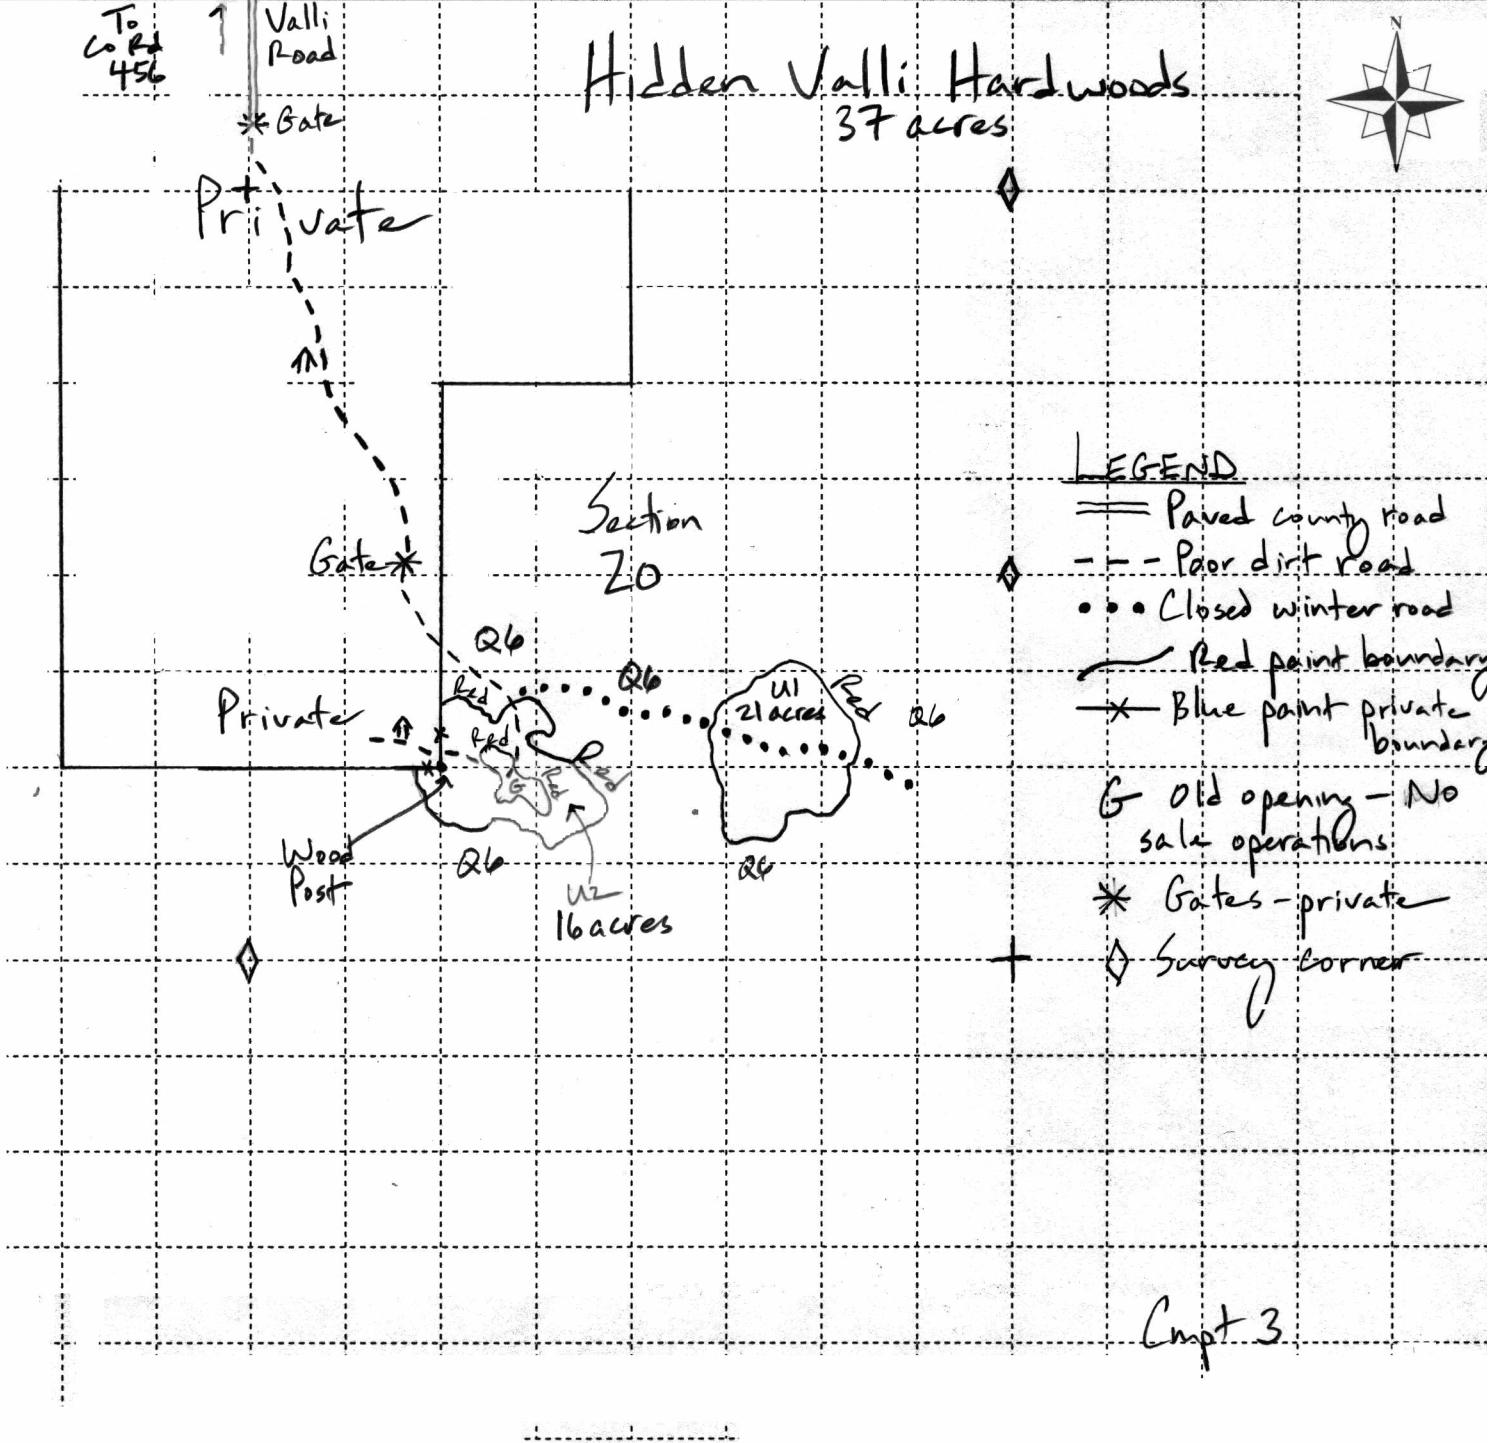 To
Co Rd
456
Valli
Road
N
Hidden Valli Hardwoods
37 acres
Gate
Private
Section
20
Gate
Q6
Q6
Red
Private
Red
Red
Red
G
U1
21 acres
Red
Q6
Wood
Post
Q6
U2
16 acres
Q6
LEGEND
Paved county road
Poor dirt road
Closed winter road
Red paint boundary
Blue paint private
boundary
G Old opening - No
sale operations
Gates - private
Survey corner
Cmpt 3